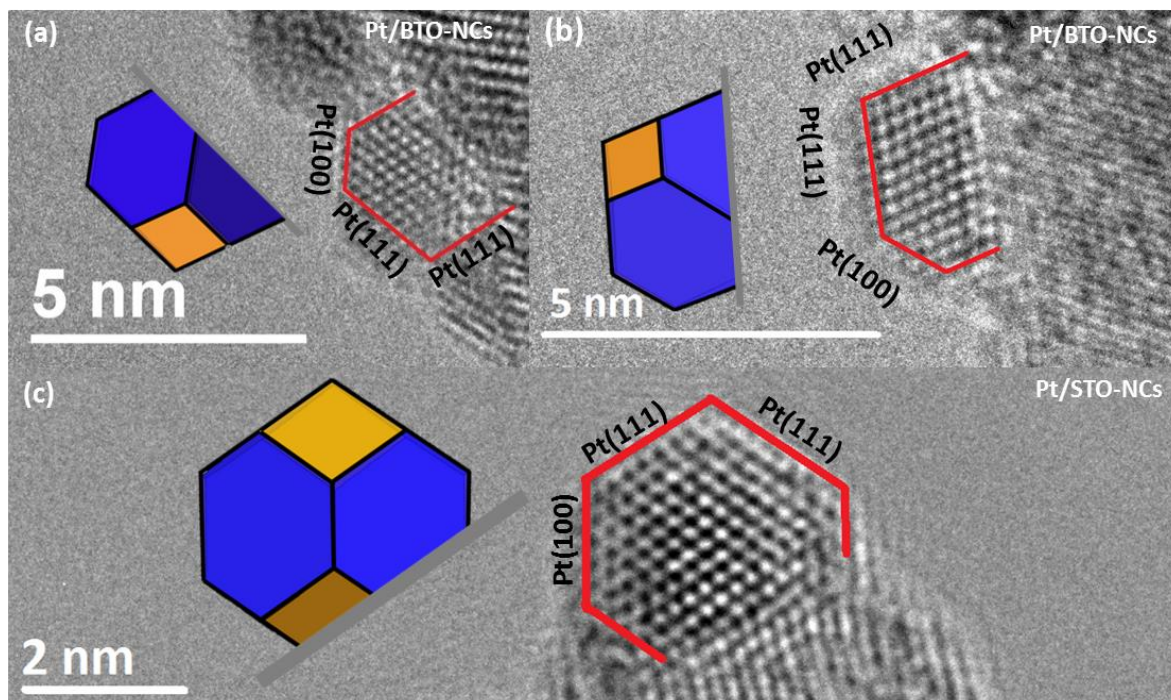 (a)
Pt/BTO-NCs
Pt(100)
Pt(111)
Pt(111)
5 nm
(b)
Pt/BTO-NCs
Pt(111)
Pt(111)
Pt(100)
5 nm
(c)
Pt/STO-NCs
Pt(111)
Pt(111)
Pt(100)
2 nm